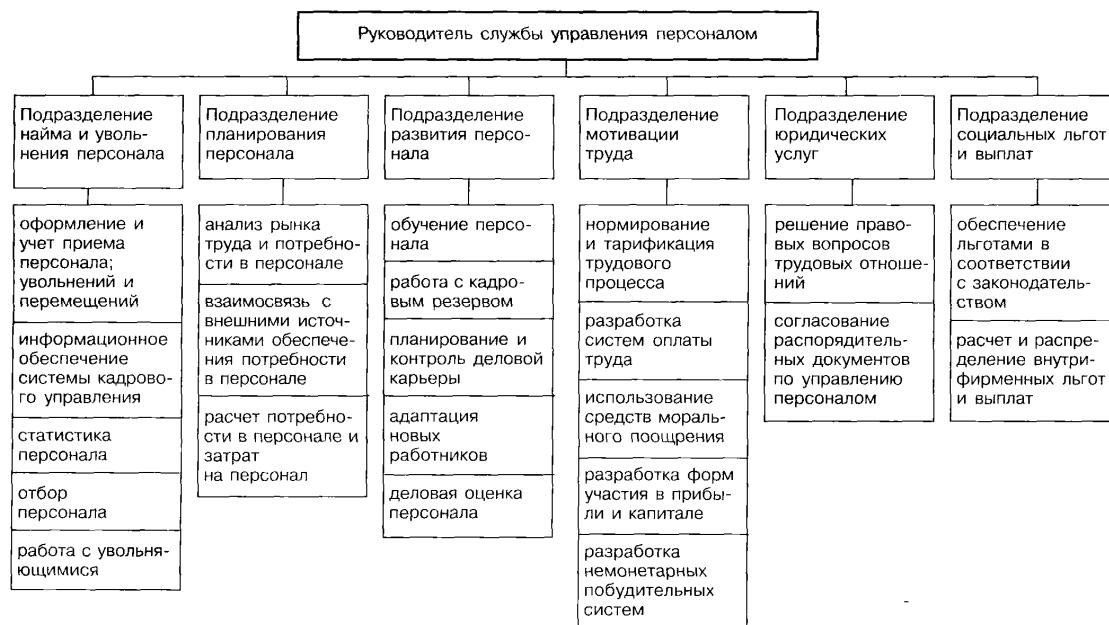 Руководитель службы управления персоналом
Подразделение
найма и уволь-
нения персонала
оформление и
учет приема
персонала;
увольнений и
перемещений
информационное
обеспечение
системы кадрово-
го управления
статистика
персонала
отбор
персонала
работа с увольня-
ющимися
Подразделение
планирования
персонала
анализ рынка
труда и потребно-
сти в персонале
взаимосвязь с
внешними источ-
никами обеспече-
ния потребности
в персонале
расчет потребно-
сти в персонале и
затрат
на персонал
Подразделение
развития персо-
нала
обучение персо-
нала
работа с кадро-
вым резервом
планирование и
контроль деловой
карьеры
адаптация
новых
работников
деловая оценка
персонала
Подразделение
мотивации
труда
нормирование
и тарификация
трудового
процесса
разработка
систем оплаты
труда
использование
средств мораль-
ного поощрения
разработка форм
участия в прибы-
ли и капитале
разработка
немонетарных
побудительных
систем
Подразделение
юридических
услуг
решение право-
вых вопросов
трудовых отноше-
ний
согласование
распорядитель-
ных документов
по управлению
персоналом
Подразделение
социальных льгот
и выплат
обеспечение
льготами в
соответствии
с законодатель-
ством
расчет и распре-
деление внутри-
фирменных льгот
и выплат